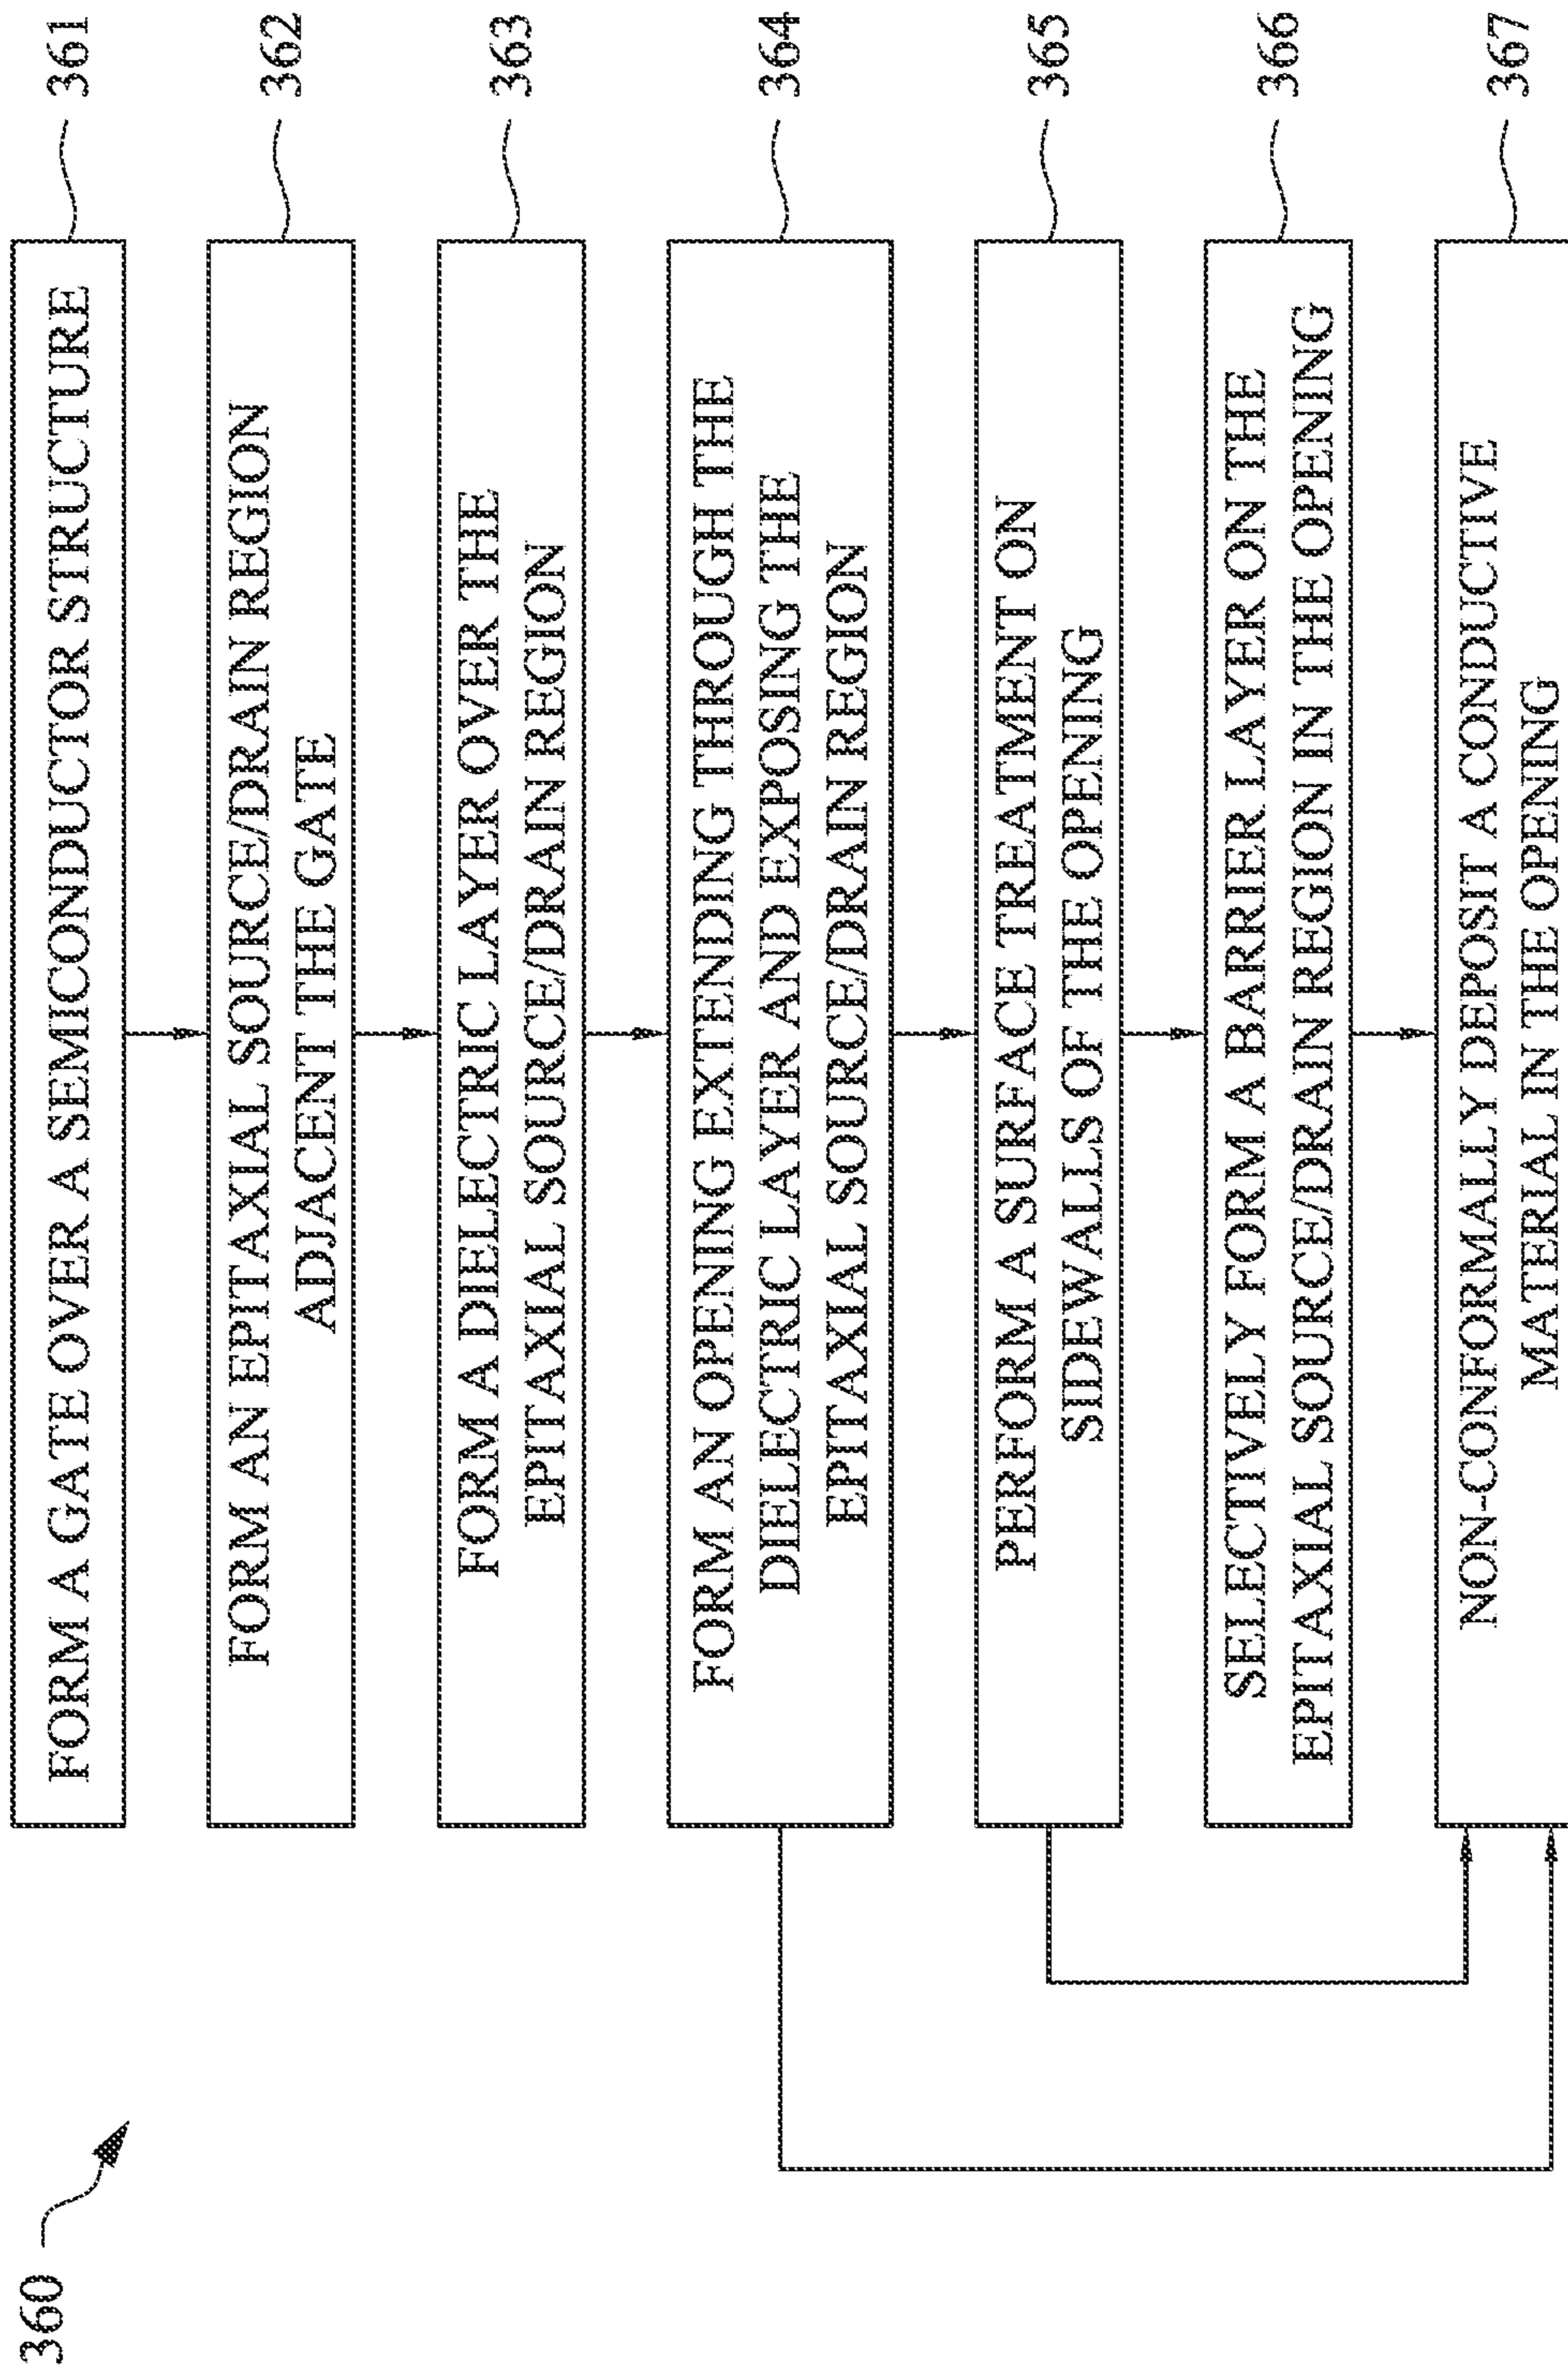 360
FORM A GATE OVER A SEMICONDUCTOR STRUCTURE
361
FORM AN EPITAXIAL SOURCE/DRAIN REGION
ADJACENT THE GATE
362
FORM A DIELECTRIC LAYER OVER THE
EPITAXIAL SOURCE/DRAIN REGION
363
FORM AN OPENING EXTENDING THROUGH THE
DIELECTRIC LAYER AND EXPOSING THE
EPITAXIAL SOURCE/DRAIN REGION
364
PERFORM A SURFACE TREATMENT ON
SIDEWALLS OF THE OPENING
365
SELECTIVELY FORM A BARRIER LAYER ON THE
EPITAXIAL SOURCE/DRAIN REGION IN THE OPENING
366
NON-CONFORMALLY DEPOSIT A CONDUCTIVE
MATERIAL IN THE OPENING
367